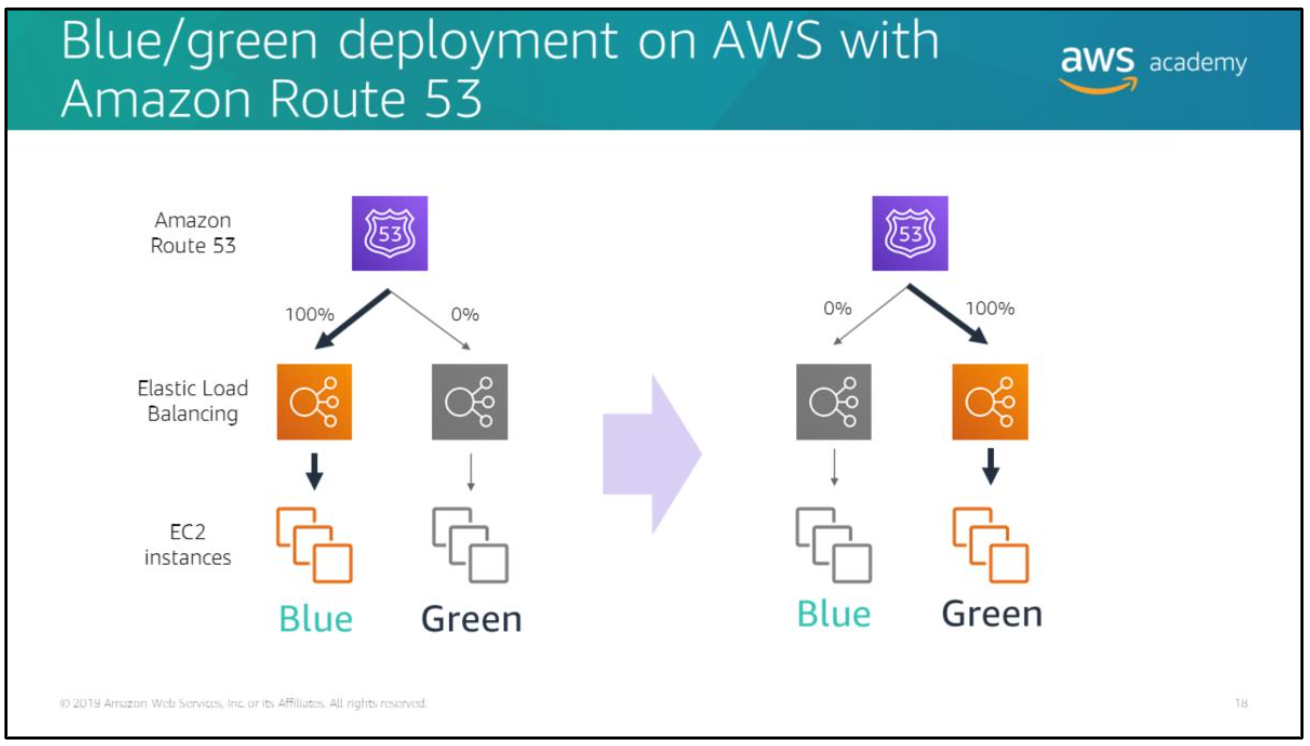 Blue/green deployment on AWS with
Amazon Route 53
aws academy
Amazon
Route 53
53
53
100%
0%
0%
100%
Elastic Load
Balancing
EC2
instances
Blue
Green
Blue
Green
© 2019 Amazon Web Services, Inc. or its Affiliates. All rights reserved.
18